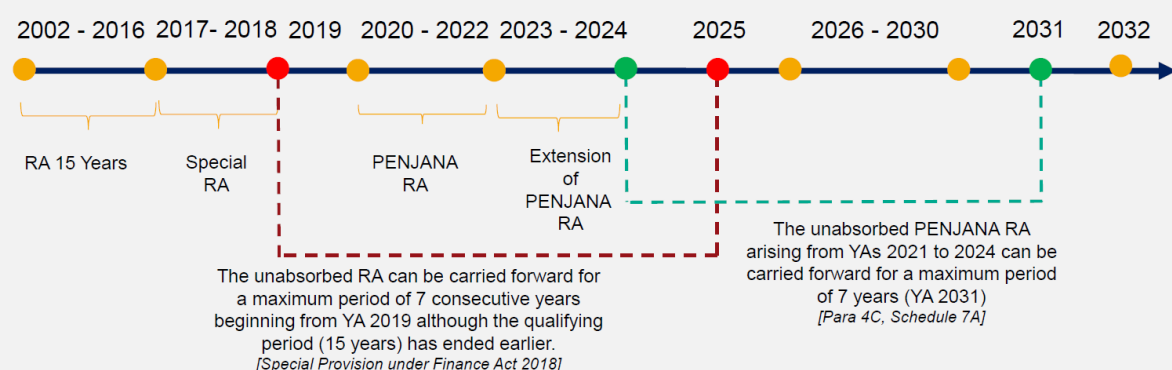 2002 - 2016 2017- 2018 2019 2020 - 2022 2023 - 2024 2025 2026 - 2030 2031 2032
RA 15 Years
Special
RA
PENJANA
RA
Extension
of
PENJANA
RA
The unabsorbed RA can be carried forward for
a maximum period of 7 consecutive years
beginning from YA 2019 although the qualifying
period (15 years) has ended earlier.
[Special Provision under Finance Act 2018]
The unabsorbed PENJANA RA
arising from YAs 2021 to 2024 can be
carried forward for a maximum period
of 7 years (YA 2031)
[Para 4C, Schedule 7A]